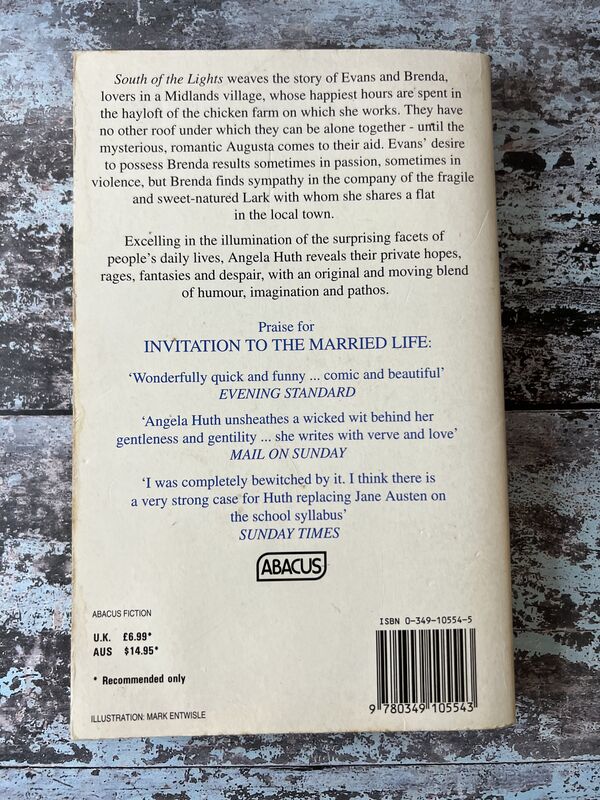 South of the Lights weaves the story of Evans and Brenda,
lovers in a Midlands village, whose happiest hours are spent in
the hayloft of the chicken farm on which she works. They have
no other roof under which they can be alone together - until the
mysterious, romantic Augusta comes to their aid. Evans' desire
to possess Brenda results sometimes in passion, sometimes in
violence, but Brenda finds sympathy in the company of the fragile
and sweet-natured Lark with whom she shares a flat
in the local town.
Excelling in the illumination of the surprising facets of
people's daily lives, Angela Huth reveals their private hopes,
rages, fantasies and despair, with an original and moving blend
of humour, imagination and pathos.
Praise for
INVITATION TO THE MARRIED LIFE:
'Wonderfully quick and funny ... comic and beautiful'
EVENING STANDARD
'Angela Huth unsheathes a wicked wit behind her
gentleness and gentility ... she writes with verve and love'
MAIL ON SUNDAY
'I was completely bewitched by it. I think there is
a very strong case for Huth replacing Jane Austen on
the school syllabus'
SUNDAY TIMES
ABACUS
ABACUS FICTION
U.K. £6.99*
AUS $14.95*
* Recommended only
ILLUSTRATION: MARK ENTWISLE
ISBN 0-349-10554-5
9 780349 105543